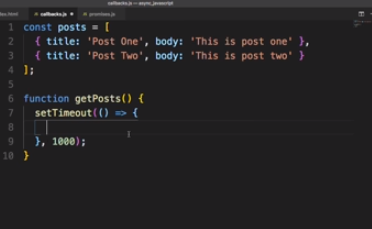 callbacks.js — async_javascript
index.html
callbacks.js
promises.js
1 const posts = [
2 { title: 'Post One', body: 'This is post one' },
3 { title: 'Post Two', body: 'This is post two' }
4 ];
5
6 function getPosts() {
7 setTimeout(() => {
8
9 }, 1000);
10 }